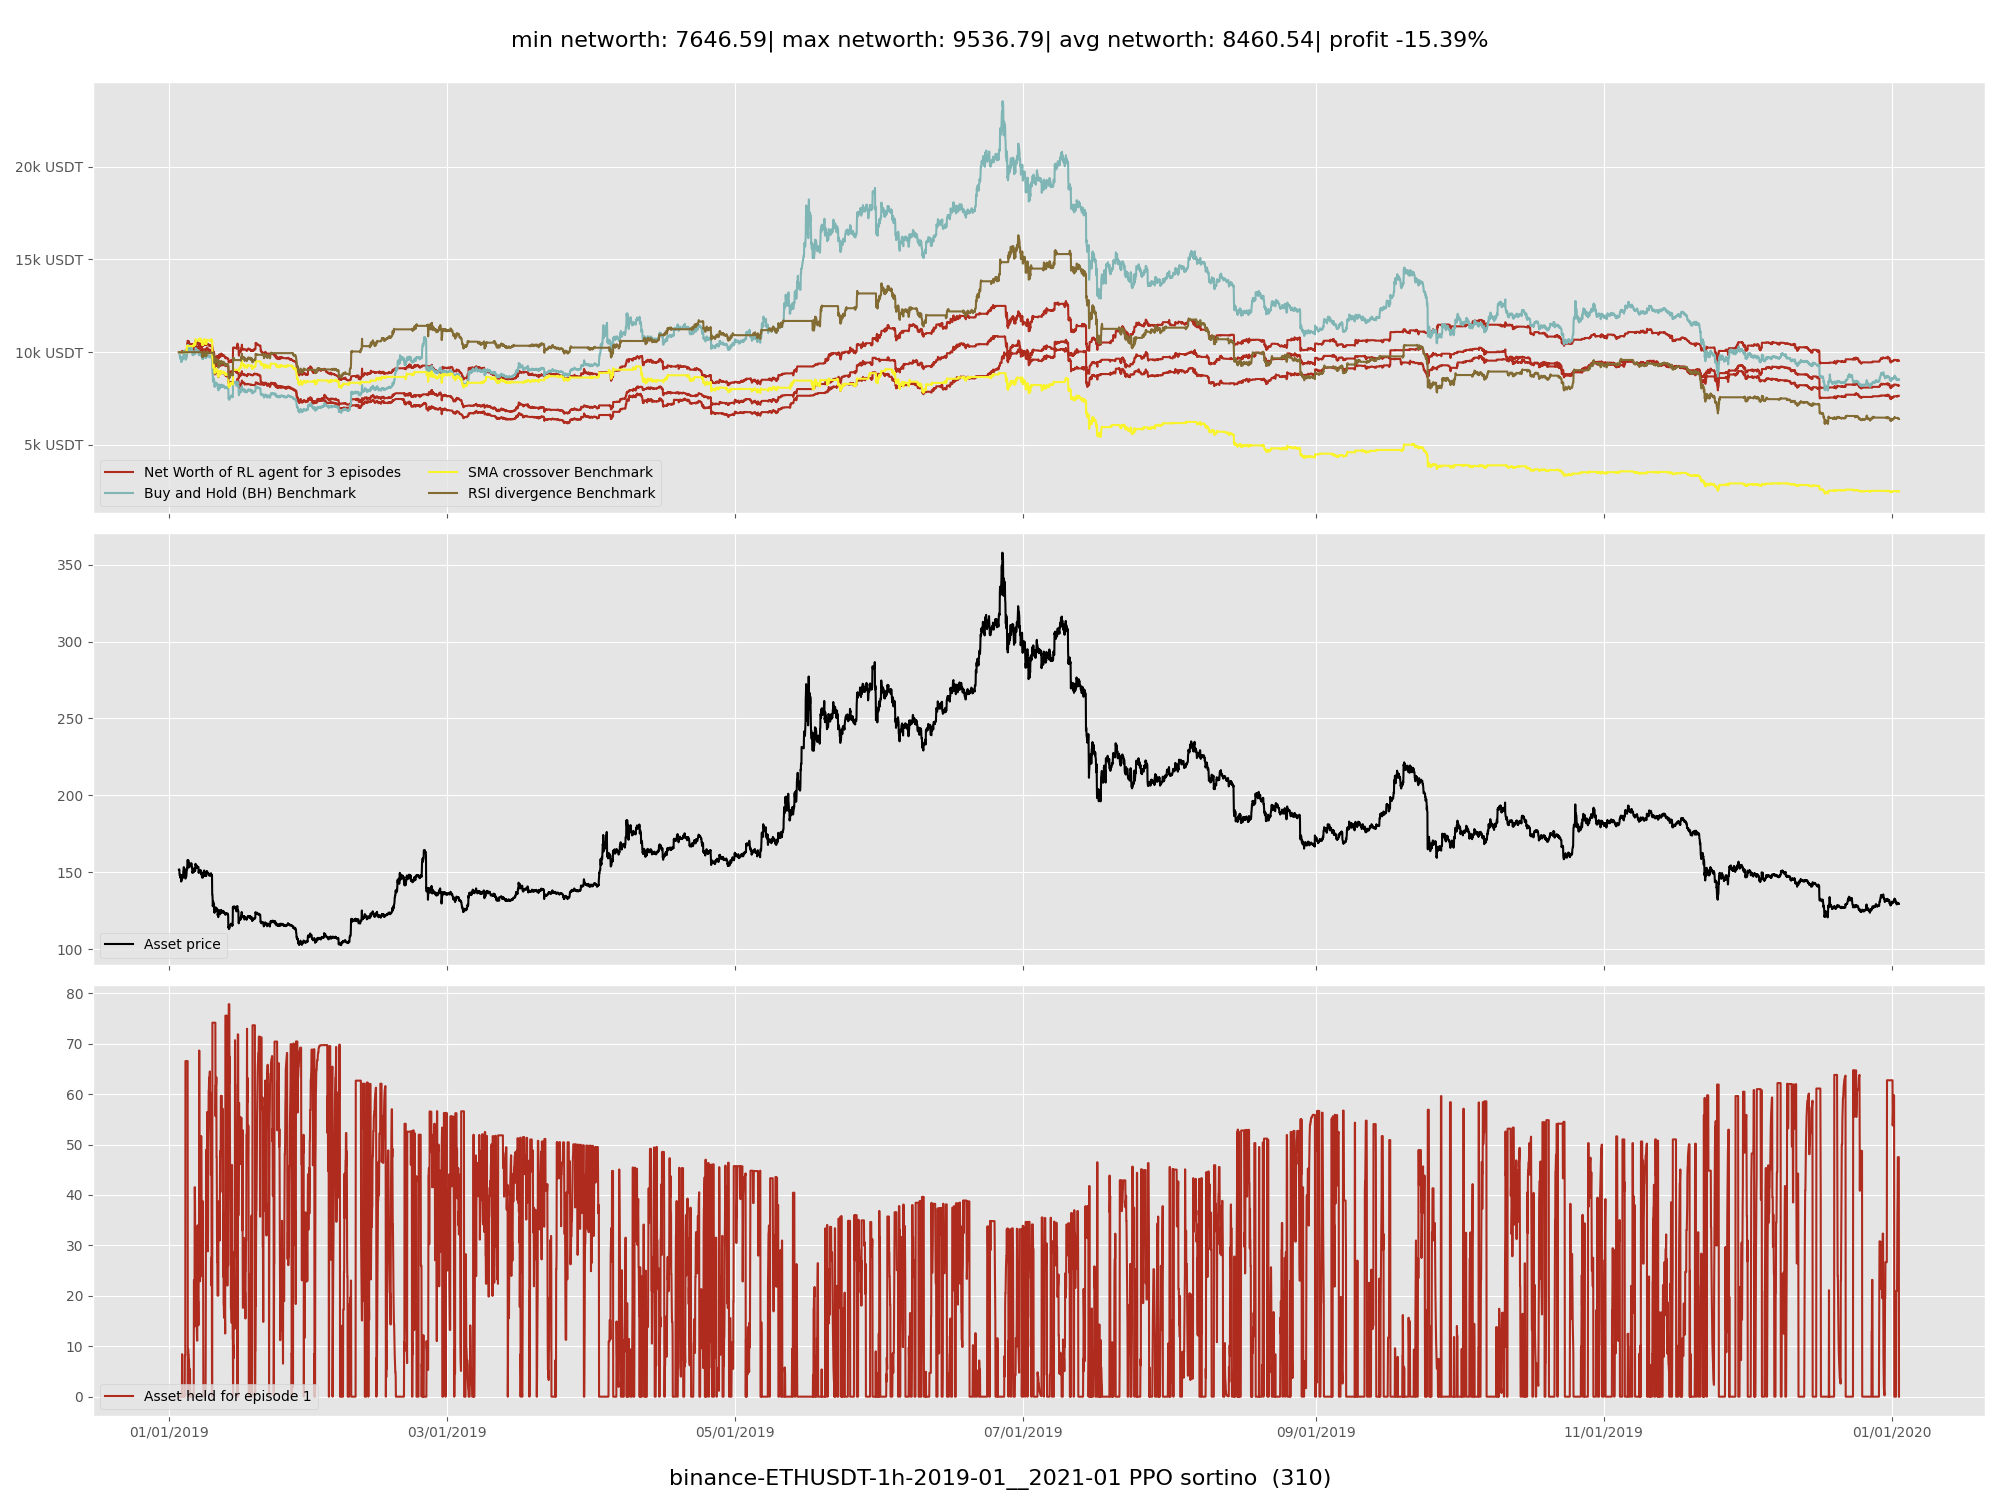 min networth: 7646.59| max networth: 9536.79| avg networth: 8460.54| profit -15.39%
20k USDT
15k USDT
10k USDT
5k USDT
Net Worth of RL agent for 3 episodes
Buy and Hold (BH) Benchmark
SMA crossover Benchmark
RSI divergence Benchmark
350
300
250
200
150
100
Asset price
80
70
60
50
40
30
20
10
0
Asset held for episode 1
01/01/2019 03/01/2019 05/01/2019 07/01/2019 09/01/2019 11/01/2019 01/01/2020
binance-ETHUSDT-1h-2019-01__2021-01 PPO sortino (310)